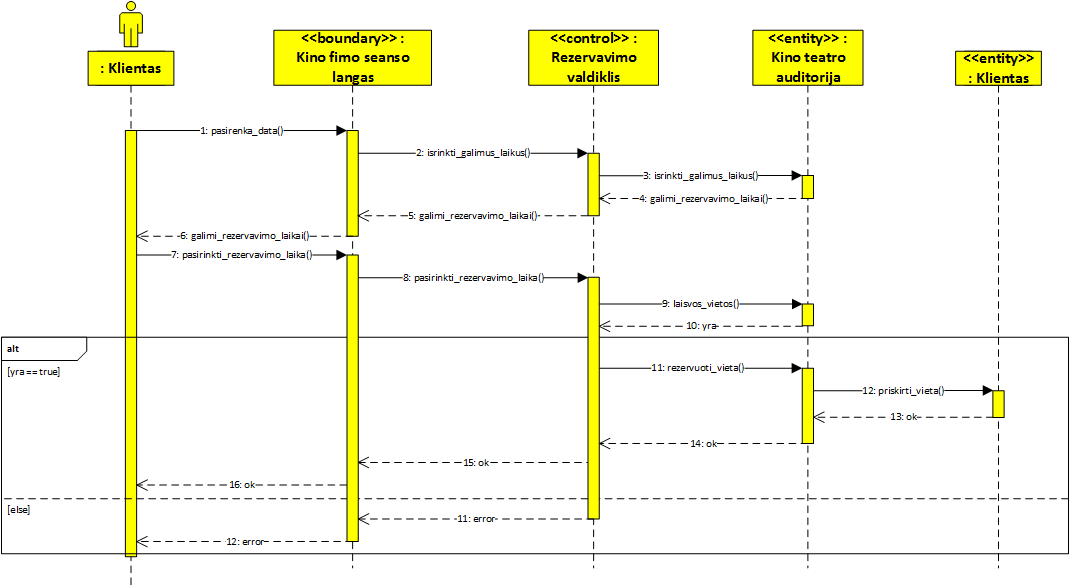 : Klientas
<<boundary>> :
Kino fimo seanso
langas
<<control>> :
Rezervavimo
valdiklis
<<entity>> :
Kino teatro
auditorija
<<entity>>
: Klientas
1: pasirenka_data()
2: isrinkti_galimus_laikus()
3: isrinkti_galimus_laikus()
4: galimi_rezervavimo_laikai()
5: galimi_rezervavimo_laikai()
6: galimi_rezervavimo_laikai()
7: pasirinkti_rezervavimo_laika()
8: pasirinkti_rezervavimo_laika()
9: laisvos_vietos()
10: yra
alt
[yra == true]
11: rezervuoti_vieta()
12: priskirti_vieta()
13: ok
14: ok
15: ok
16: ok
[else]
11: error
12: error